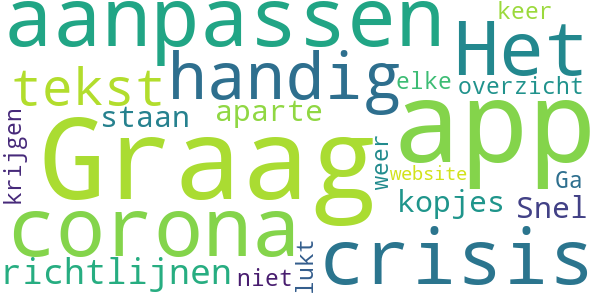 aanpassen
keer
Het
handig
tekst
elke
overzicht
staan
aparte
Graag
app
krijgen
weer
website
Ga
kopjes
Snel
corona
crisis
lukt
richtlijnen
niet